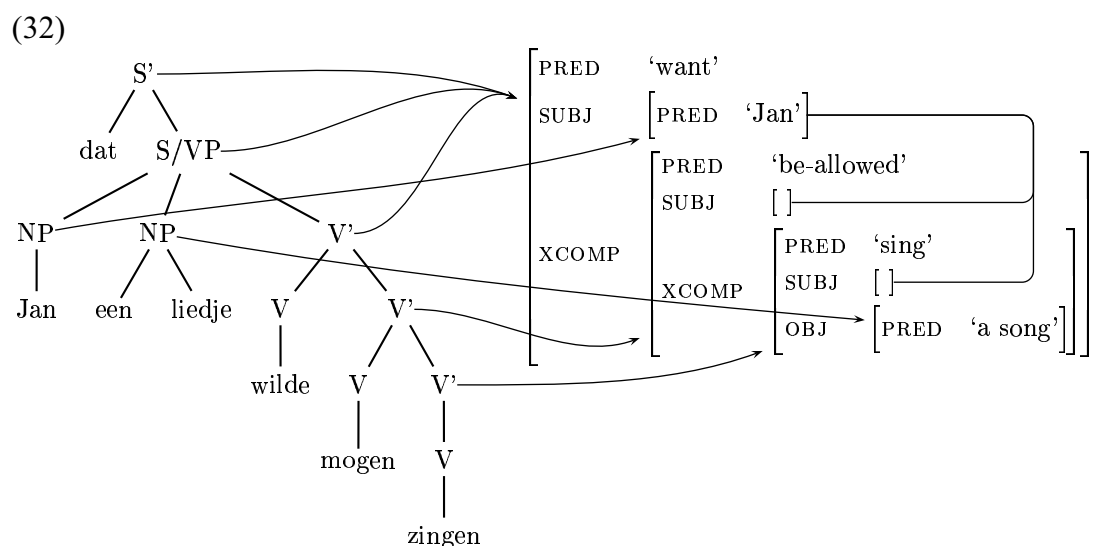 (32)
S'
dat S/VP
NP NP V'
Jan een liedje V V'
wilde V V'
mogen V
zingen
PRED ‘want’
SUBJ [PRED ‘Jan’]
PRED ‘be-allowed’
SUBJ [ ]
XCOMP
PRED ‘sing’
SUBJ [ ]
XCOMP
OBJ [PRED ‘a song’]